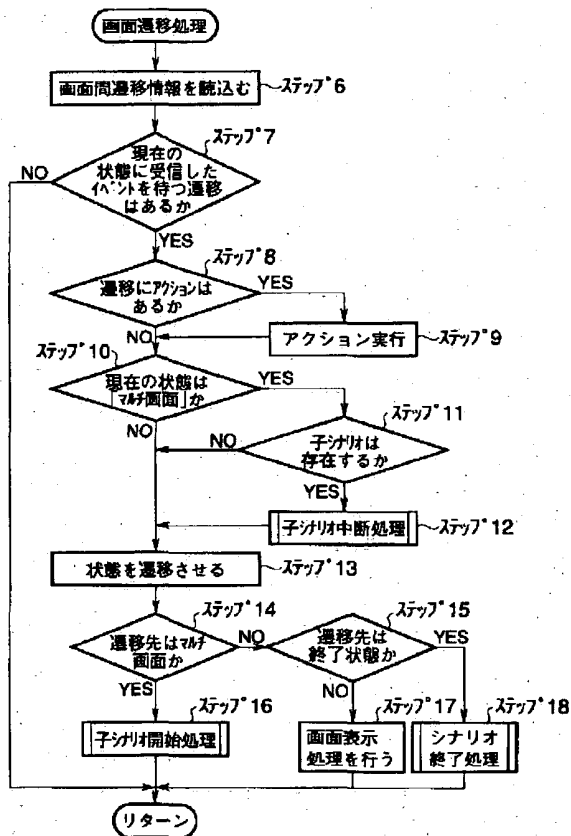 画面遷移処理
画面間遷移情報を読込む
ステップ6
ステップ7
現在の
状態に受信した
イベントを待つ遷移
はあるか
NO
YES
ステップ8
遷移にアクションは
あるか
YES
NO
アクション実行
ステップ9
ステップ10
現在の状態は
「マルチ画面」か
YES
NO
ステップ11
子シナリオは
存在するか
NO
YES
子シナリオ中断処理
ステップ12
状態を遷移させる
ステップ13
ステップ14
遷移先はマルチ
画面か
NO
YES
ステップ15
遷移先は
終了状態か
YES
NO
ステップ16
子シナリオ開始処理
ステップ17
画面表示
処理を行う
ステップ18
シナリオ
終了処理
リターン